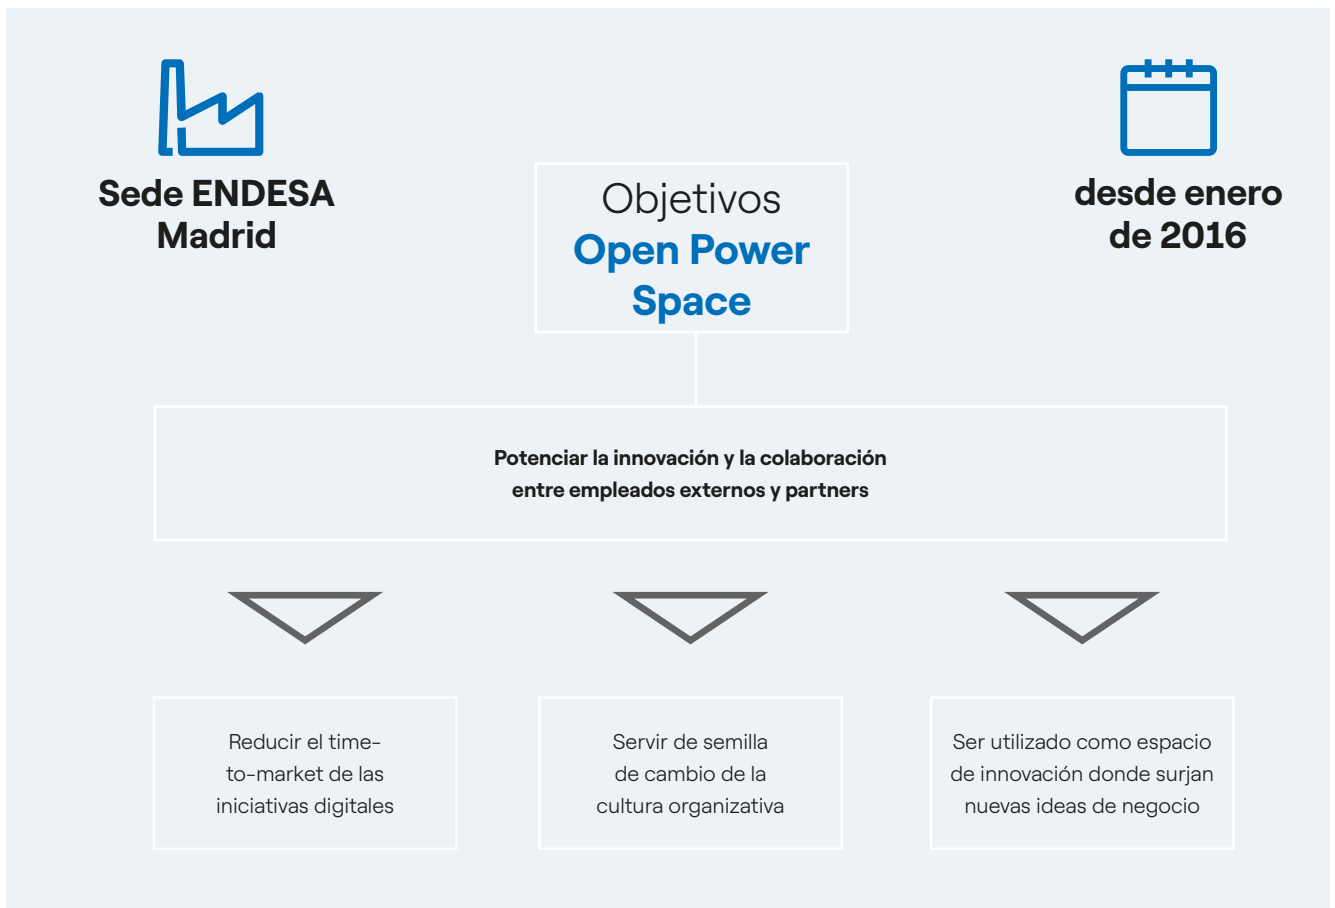 Sede ENDESA
Madrid
desde enero
de 2016
Objetivos
Open Power
Space
Potenciar la innovación y la colaboración
entre empleados externos y partners
Reducir el time-
to-market de las
iniciativas digitales
Servir de semilla
de cambio de la
cultura organizativa
Ser utilizado como espacio
de innovación donde surjan
nuevas ideas de negocio